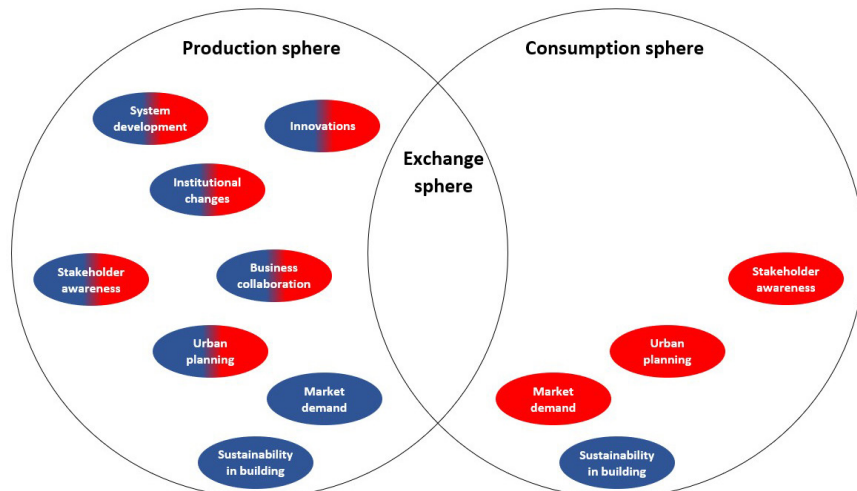 Production sphere
Consumption sphere
System
development
Innovations
Exchange
sphere
Institutional
changes
Stakeholder
awareness
Business
collaboration
Stakeholder
awareness
Urban
planning
Urban
planning
Market
demand
Market
demand
Sustainability
in building
Sustainability
in building